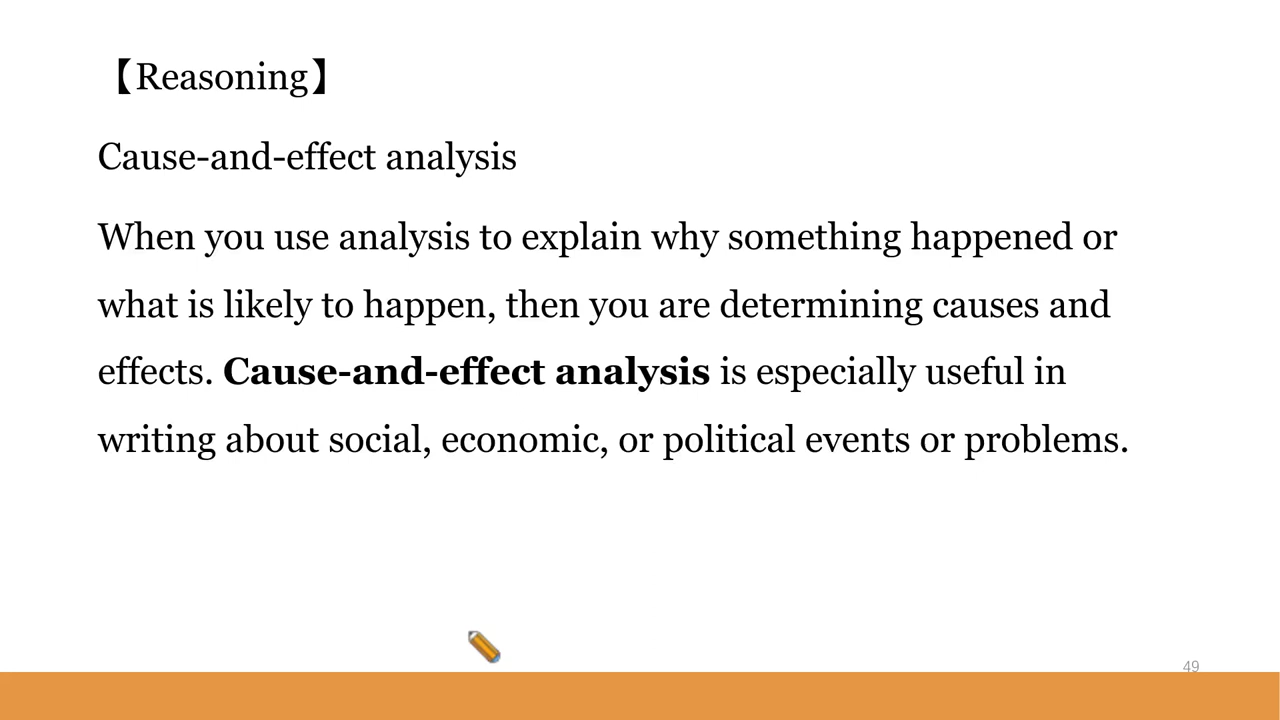 【Reasoning】
Cause-and-effect analysis
When you use analysis to explain why something happened or
what is likely to happen, then you are determining causes and
effects. Cause-and-effect analysis is especially useful in
writing about social, economic, or political events or problems.
49